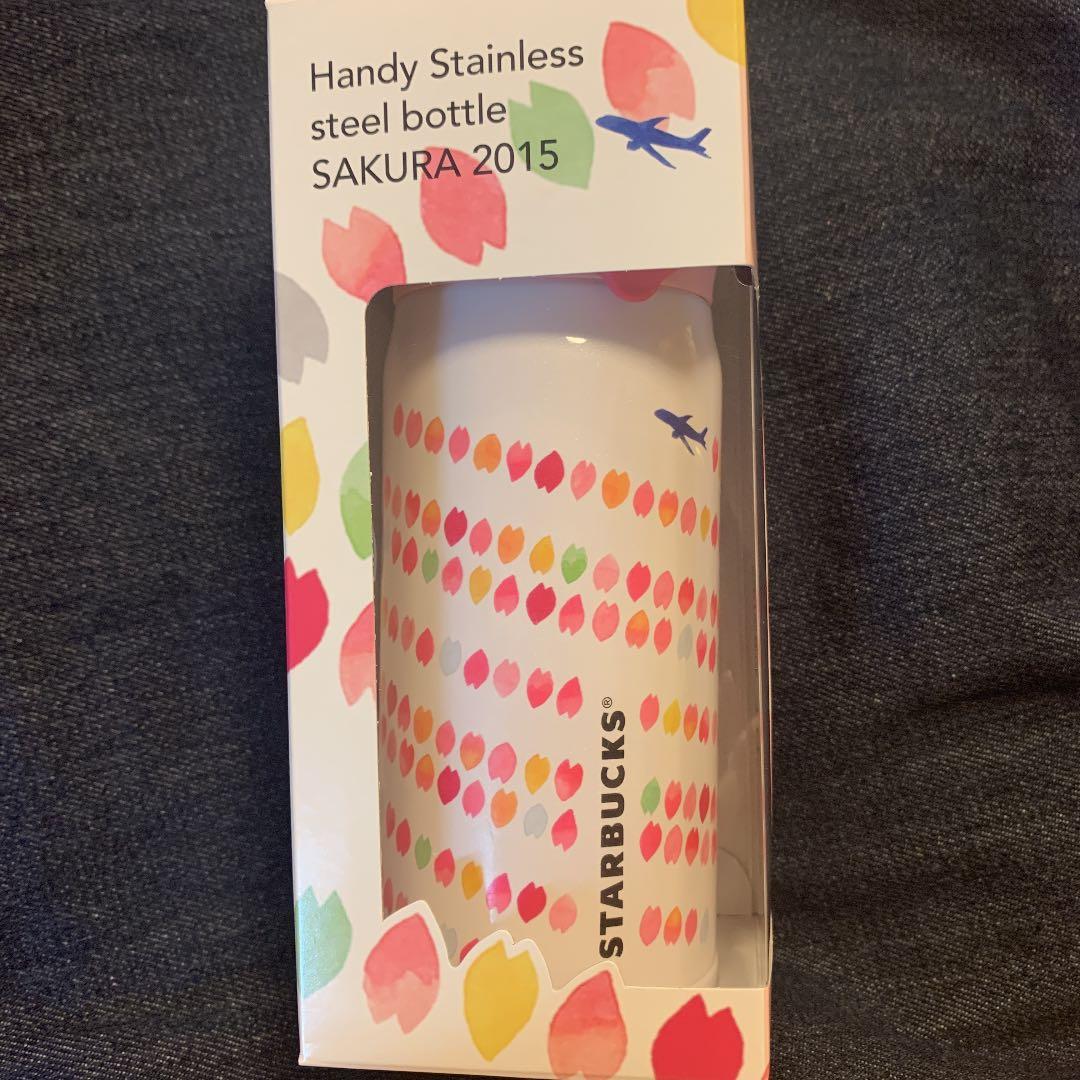 Handy Stainless
steel bottle
SAKURA 2015
STARBUCKS®